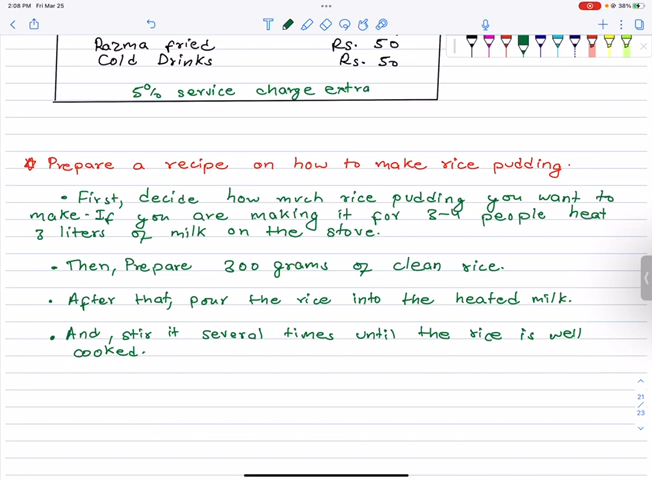 2:08 PM Fri Mar 25
38%
Razma fried Rs. 50
Cold Drinks Rs. 50
5% service charge extra
Prepare a recipe on how to make rice pudding.
• First, decide how much rice pudding you want to
make. If you are making it for 3-4 people heat
3 liters of milk on the stove.
• Then, Prepare 300 grams of clean rice.
• After that, pour the rice into the heated milk.
• And, stir it several times until the rice is well
cooked.
21
/
23